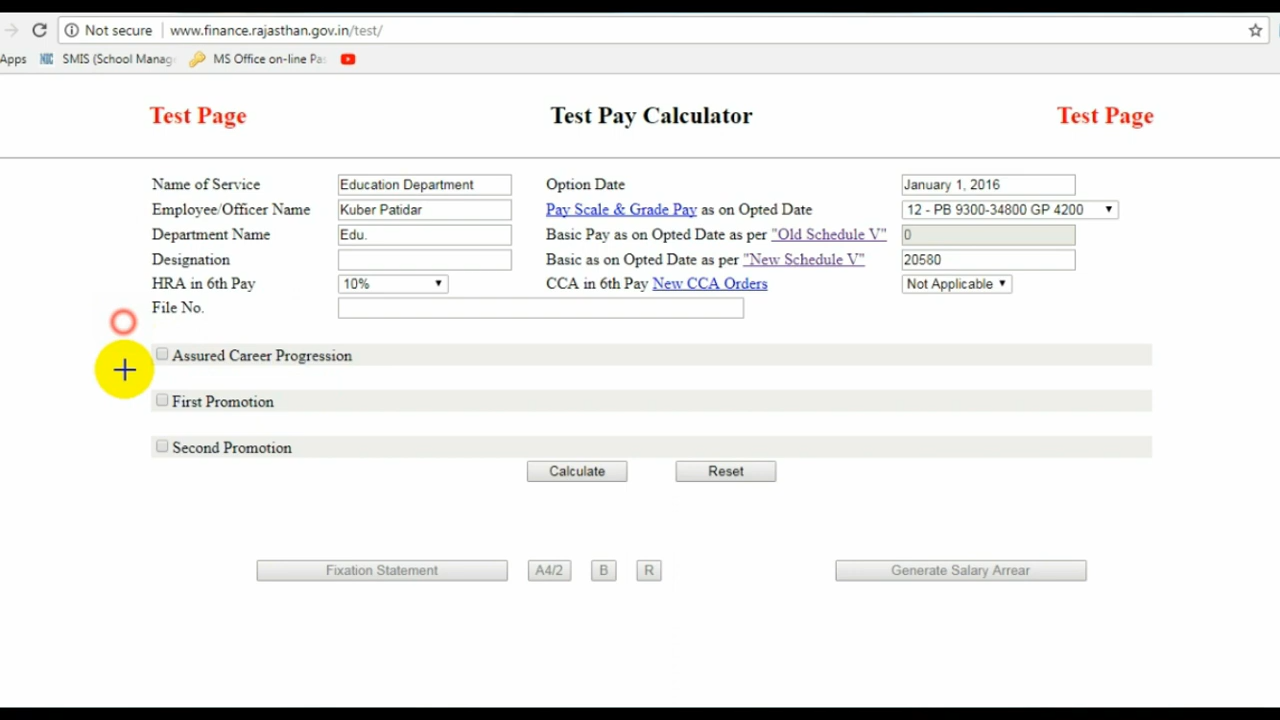 Not secure www.finance.rajasthan.gov.in/test/
Apps NIC SMIS (School Manag MS Office on-line Pa
Test Page Test Pay Calculator Test Page
Name of Service Education Department Option Date January 1, 2016
Employee/Officer Name Kuber Patidar Pay Scale & Grade Pay as on Opted Date 12 - PB 9300-34800 GP 4200
Department Name Edu. Basic Pay as on Opted Date as per "Old Schedule V" 0
Designation Basic as on Opted Date as per "New Schedule V" 20580
HRA in 6th Pay 10% CCA in 6th Pay New CCA Orders Not Applicable
File No.
Assured Career Progression
First Promotion
Second Promotion
Calculate Reset
Fixation Statement A4/2 B R Generate Salary Arrear